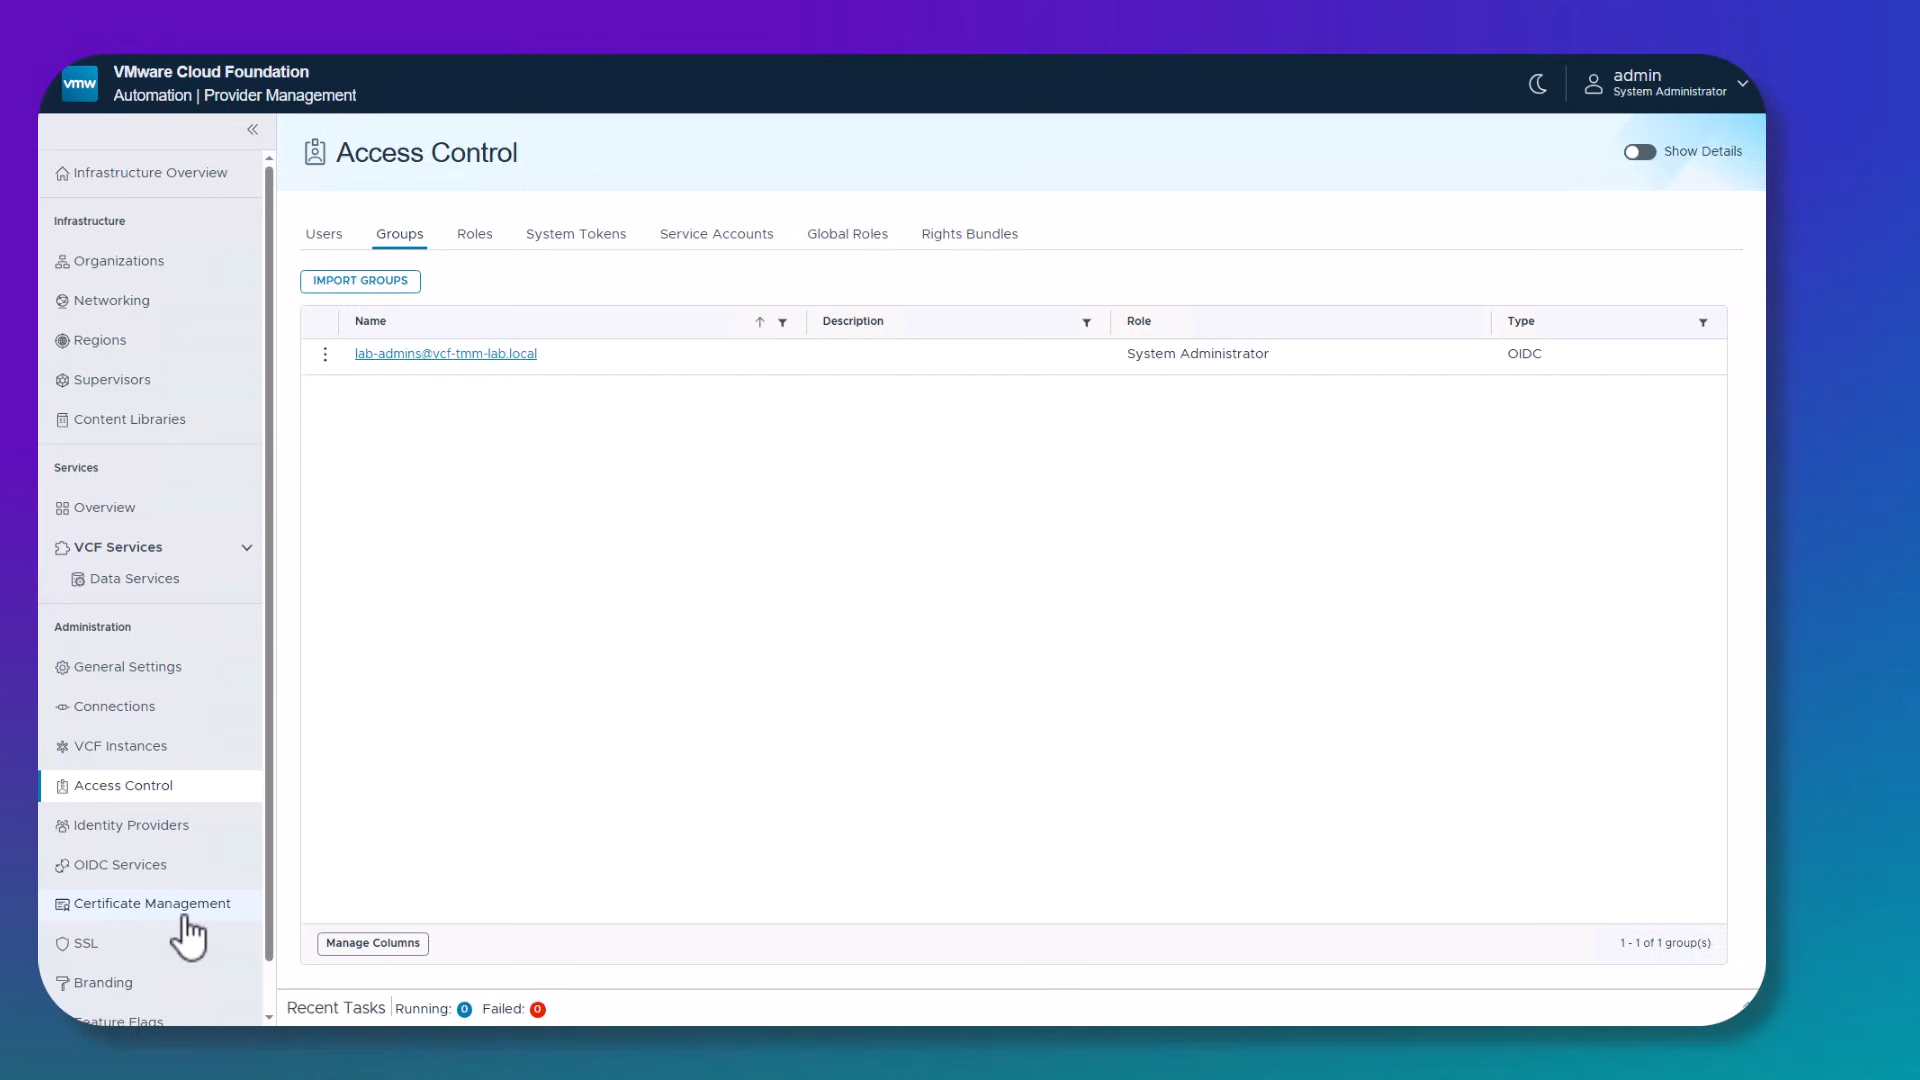 vmw
VMware Cloud Foundation
Automation | Provider Management
admin
System Administrator
Infrastructure Overview
Infrastructure
Organizations
Networking
Regions
Supervisors
Content Libraries
Services
Overview
VCF Services
Data Services
Administration
General Settings
Connections
VCF Instances
Access Control
Identity Providers
OIDC Services
Certificate Management
SSL
Branding
Feature Flags
Access Control
Show Details
Users Groups Roles System Tokens Service Accounts Global Roles Rights Bundles
IMPORT GROUPS
Name Description Role Type
lab-admins@vcf-tmm-lab.local System Administrator OIDC
Manage Columns
1 - 1 of 1 group(s)
Recent Tasks Running: 0 Failed: 0